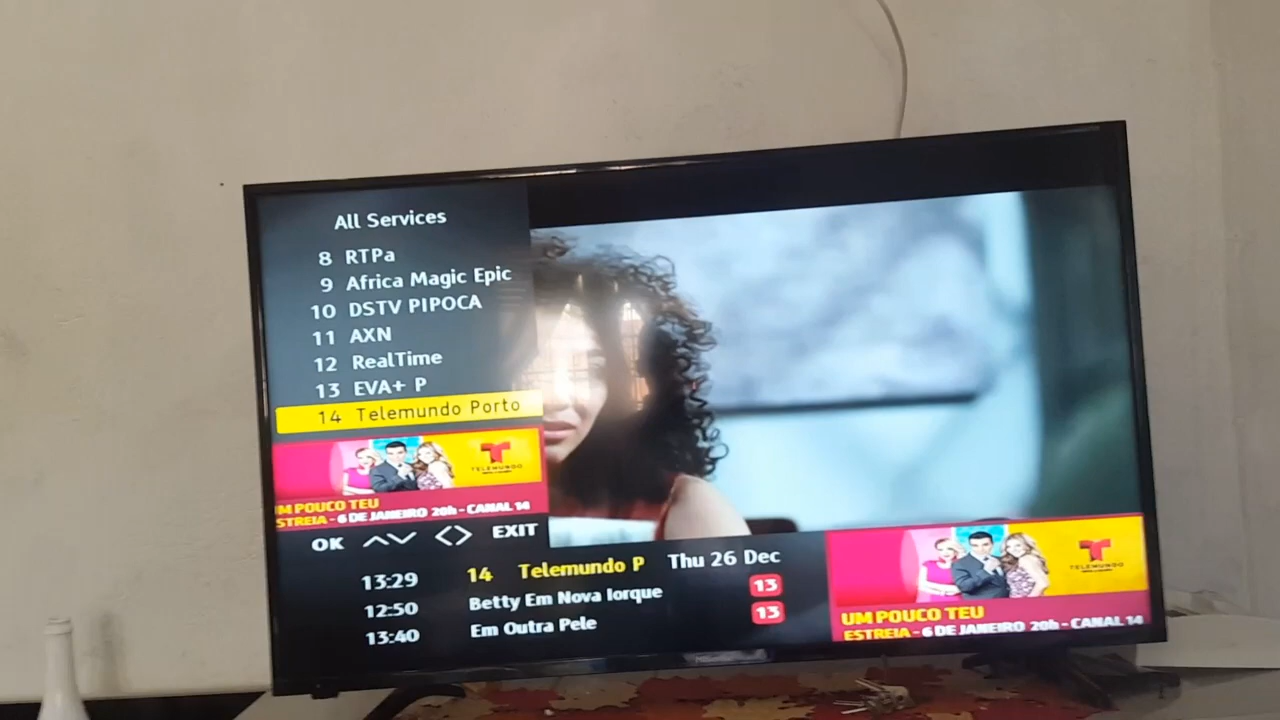 All Services
8 RTPa
9 Africa Magic Epic
10 DSTV PIPOCA
11 AXN
12 RealTime
13 EVA+ P
14 Telemundo Porto
TELEMUNDO
M POUCO TEU
STREIA - 6 DE JANEIRO 20h - CANAL 14
OK EXIT
13:29 14 Telemundo P Thu 26 Dec
12:50 Betty Em Nova Iorque 13
13:40 Em Outra Pele 13
TELEMUNDO
UM POUCO TEU
ESTREIA - 6 DE JANEIRO 20h - CANAL 14